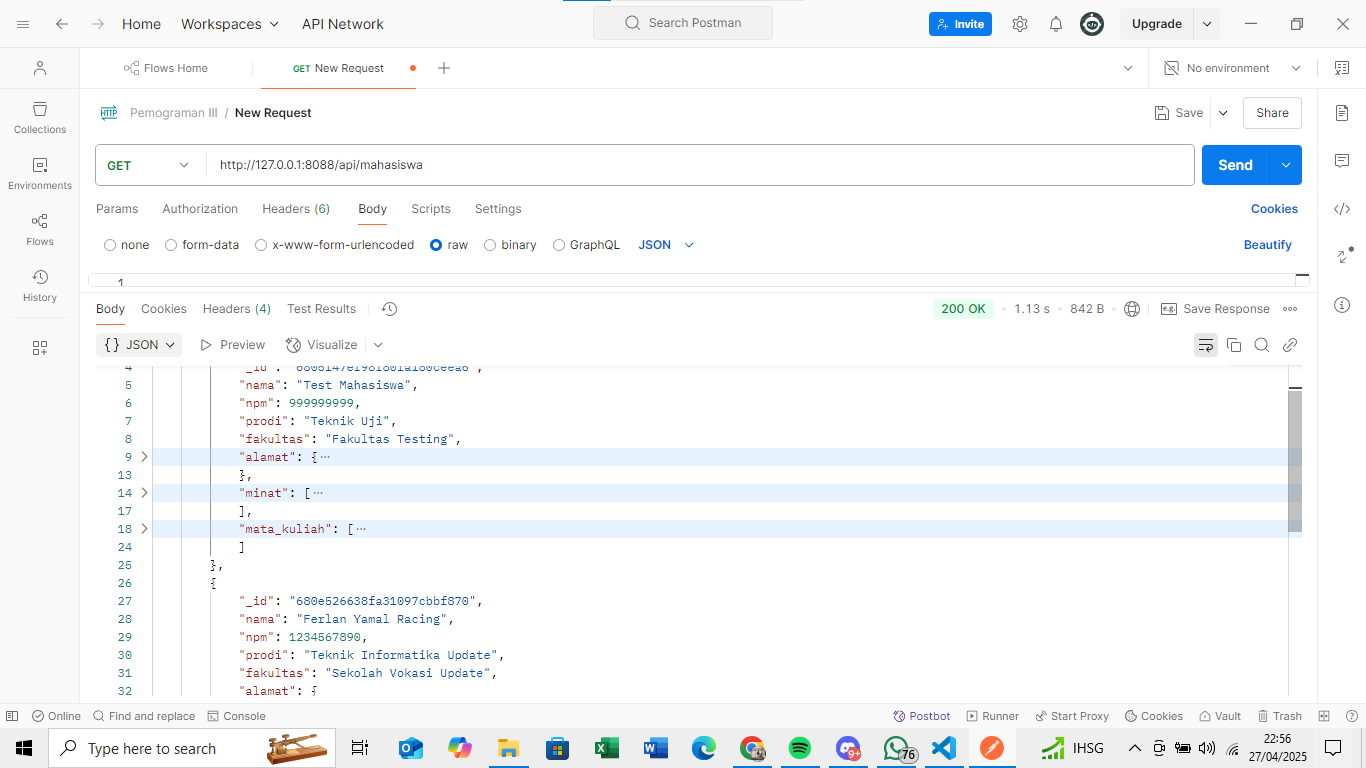 Home Workspaces API Network Search Postman Invite Upgrade
Flows Home GET New Request No environment
HTTP Pemograman III / New Request Save Share
GET http://127.0.0.1:8088/api/mahasiswa Send
Params Authorization Headers (6) Body Scripts Settings Cookies
none form-data x-www-form-urlencoded raw binary GraphQL JSON Beautify
1
Body Cookies Headers (4) Test Results 200 OK 1.13 s 842 B e.g. Save Response
{} JSON Preview Visualize
4 "_id":
5 "nama": "Test Mahasiswa",
6 "npm": 999999999,
7 "prodi": "Teknik Uji",
8 "fakultas": "Fakultas Testing",
9 "alamat": {···
13 },
14 "minat": [···
17 ],
18 "mata_kuliah": [···
24 ]
25 },
26 {
27 "_id": "680e526638fa31097cbbf870",
28 "nama": "Ferlan Yamal Racing",
29 "npm": 1234567890,
30 "prodi": "Teknik Informatika Update",
31 "fakultas": "Sekolah Vokasi Update",
32 "alamat": {
Collections
Environments
Flows
History
Online Find and replace Console Postbot Runner Start Proxy Cookies Vault Trash
Type here to search 9+ 76 IHSG 22:56
27/04/2025